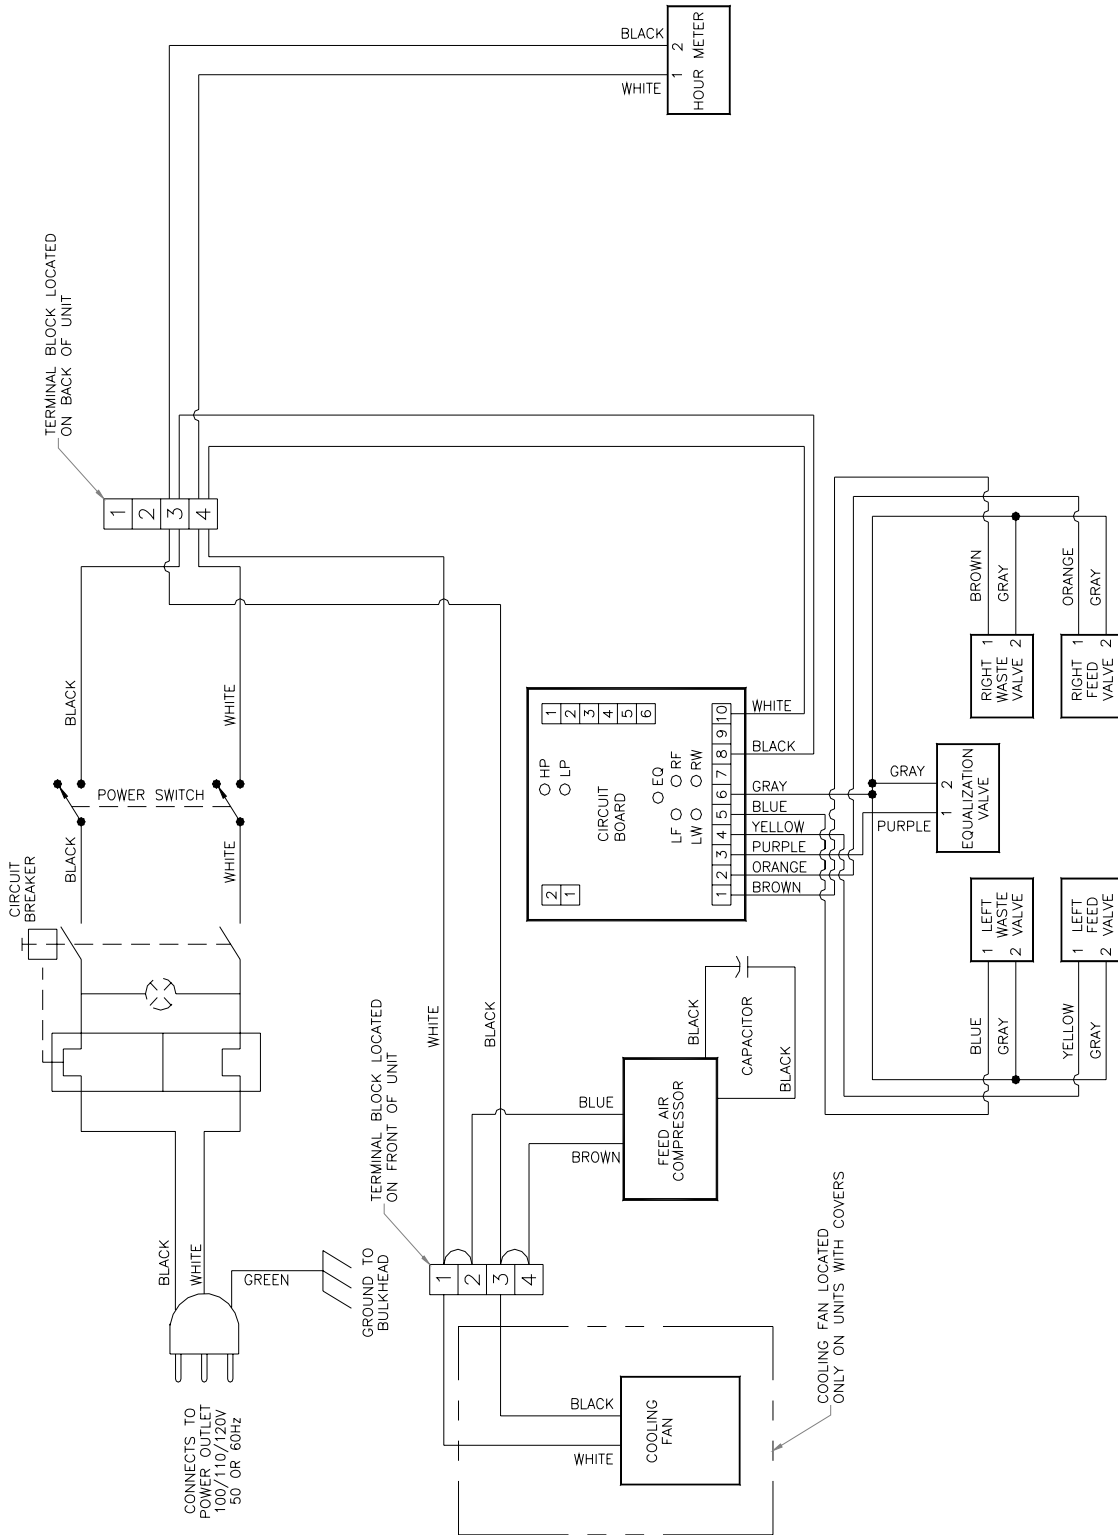 CONNECTS TO
POWER OUTLET
100/110/120V
50 OR 60Hz
BLACK
WHITE
GREEN
GROUND TO
BULKHEAD
CIRCUIT
BREAKER
BLACK
WHITE
POWER SWITCH
BLACK
WHITE
TERMINAL BLOCK LOCATED
ON BACK OF UNIT
1
2
3
4
BLACK
WHITE
2
1
HOUR METER
TERMINAL BLOCK LOCATED
ON FRONT OF UNIT
1
2
3
4
WHITE
BLACK
BLUE
BROWN
FEED AIR
COMPRESSOR
BLACK
CAPACITOR
BLACK
BLACK
WHITE
COOLING
FAN
COOLING FAN LOCATED
ONLY ON UNITS WITH COVERS
2
1
CIRCUIT
BOARD
HP
LP
1
2
3
4
5
6
EQ
LF
RF
LW
RW
1
2
3
4
5
6
7
8
9
10
BROWN
ORANGE
PURPLE
YELLOW
BLUE
GRAY
BLACK
WHITE
PURPLE
GRAY
1
2
EQUALIZATION
VALVE
BLUE
GRAY
1
2
LEFT
WASTE
VALVE
YELLOW
GRAY
1
2
LEFT
FEED
VALVE
BROWN
GRAY
1
2
RIGHT
WASTE
VALVE
ORANGE
GRAY
1
2
RIGHT
FEED
VALVE